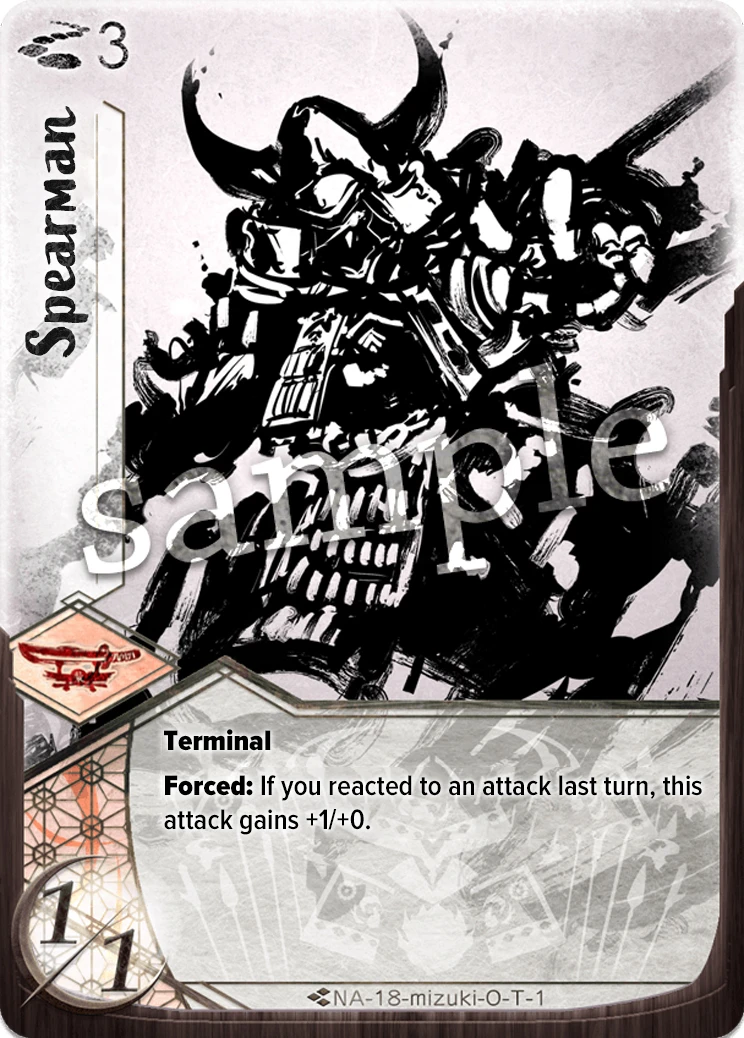 3
Spearman
sample
Terminal
Forced: If you reacted to an attack last turn, this
attack gains +1/+0.
1/1
NA-18-mizuki-O-T-1